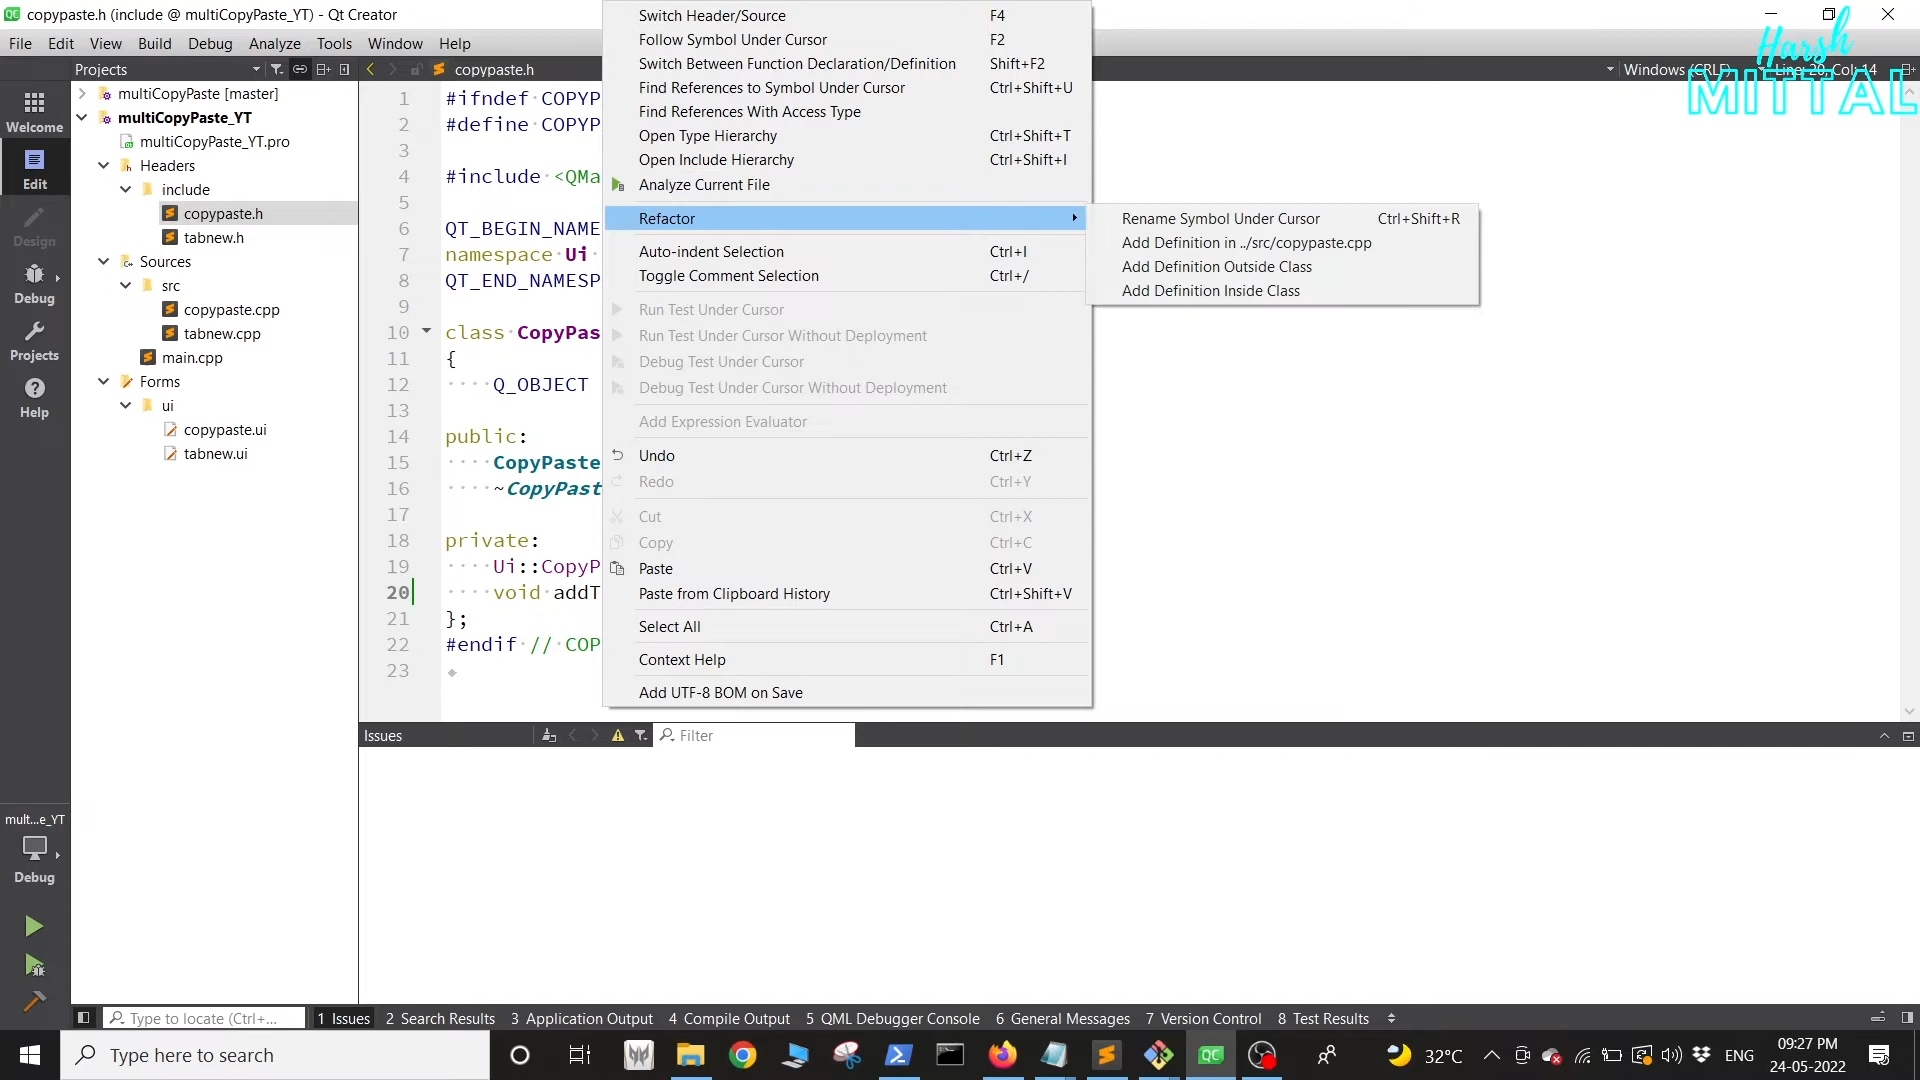 copypaste.h (include @ multiCopyPaste_YT) - Qt Creator
File Edit View Build Debug Analyze Tools Window Help
Harsh
MITTAL
Projects
copypaste.h
Windows (CRLF)
Line: 20, Col: 14
Welcome
Edit
Design
Debug
Projects
Help
multiCopyPaste [master]
multiCopyPaste_YT
multiCopyPaste_YT.pro
Headers
include
copypaste.h
tabnew.h
Sources
src
copypaste.cpp
tabnew.cpp
main.cpp
Forms
ui
copypaste.ui
tabnew.ui
1 #ifndef COPYP
2 #define COPYP
3
4 #include <QMa
5
6 QT_BEGIN_NAME
7 namespace Ui
8 QT_END_NAMESP
9
10 class CopyPas
11 {
12 Q_OBJECT
13
14 public:
15 CopyPaste
16 ~CopyPast
17
18 private:
19 Ui::CopyP
20 void addT
21 };
22 #endif // COP
23
Switch Header/Source F4
Follow Symbol Under Cursor F2
Switch Between Function Declaration/Definition Shift+F2
Find References to Symbol Under Cursor Ctrl+Shift+U
Find References With Access Type
Open Type Hierarchy Ctrl+Shift+T
Open Include Hierarchy Ctrl+Shift+I
Analyze Current File
Refactor
Auto-indent Selection Ctrl+I
Toggle Comment Selection Ctrl+/
Run Test Under Cursor
Run Test Under Cursor Without Deployment
Debug Test Under Cursor
Debug Test Under Cursor Without Deployment
Add Expression Evaluator
Undo Ctrl+Z
Redo Ctrl+Y
Cut Ctrl+X
Copy Ctrl+C
Paste Ctrl+V
Paste from Clipboard History Ctrl+Shift+V
Select All Ctrl+A
Context Help F1
Add UTF-8 BOM on Save
Rename Symbol Under Cursor Ctrl+Shift+R
Add Definition in ../src/copypaste.cpp
Add Definition Outside Class
Add Definition Inside Class
Issues
Filter
mult...e_YT
Debug
Type to locate (Ctrl+...
1 Issues 2 Search Results 3 Application Output 4 Compile Output 5 QML Debugger Console 6 General Messages 7 Version Control 8 Test Results
Type here to search
QC
32°C
ENG
09:27 PM
24-05-2022